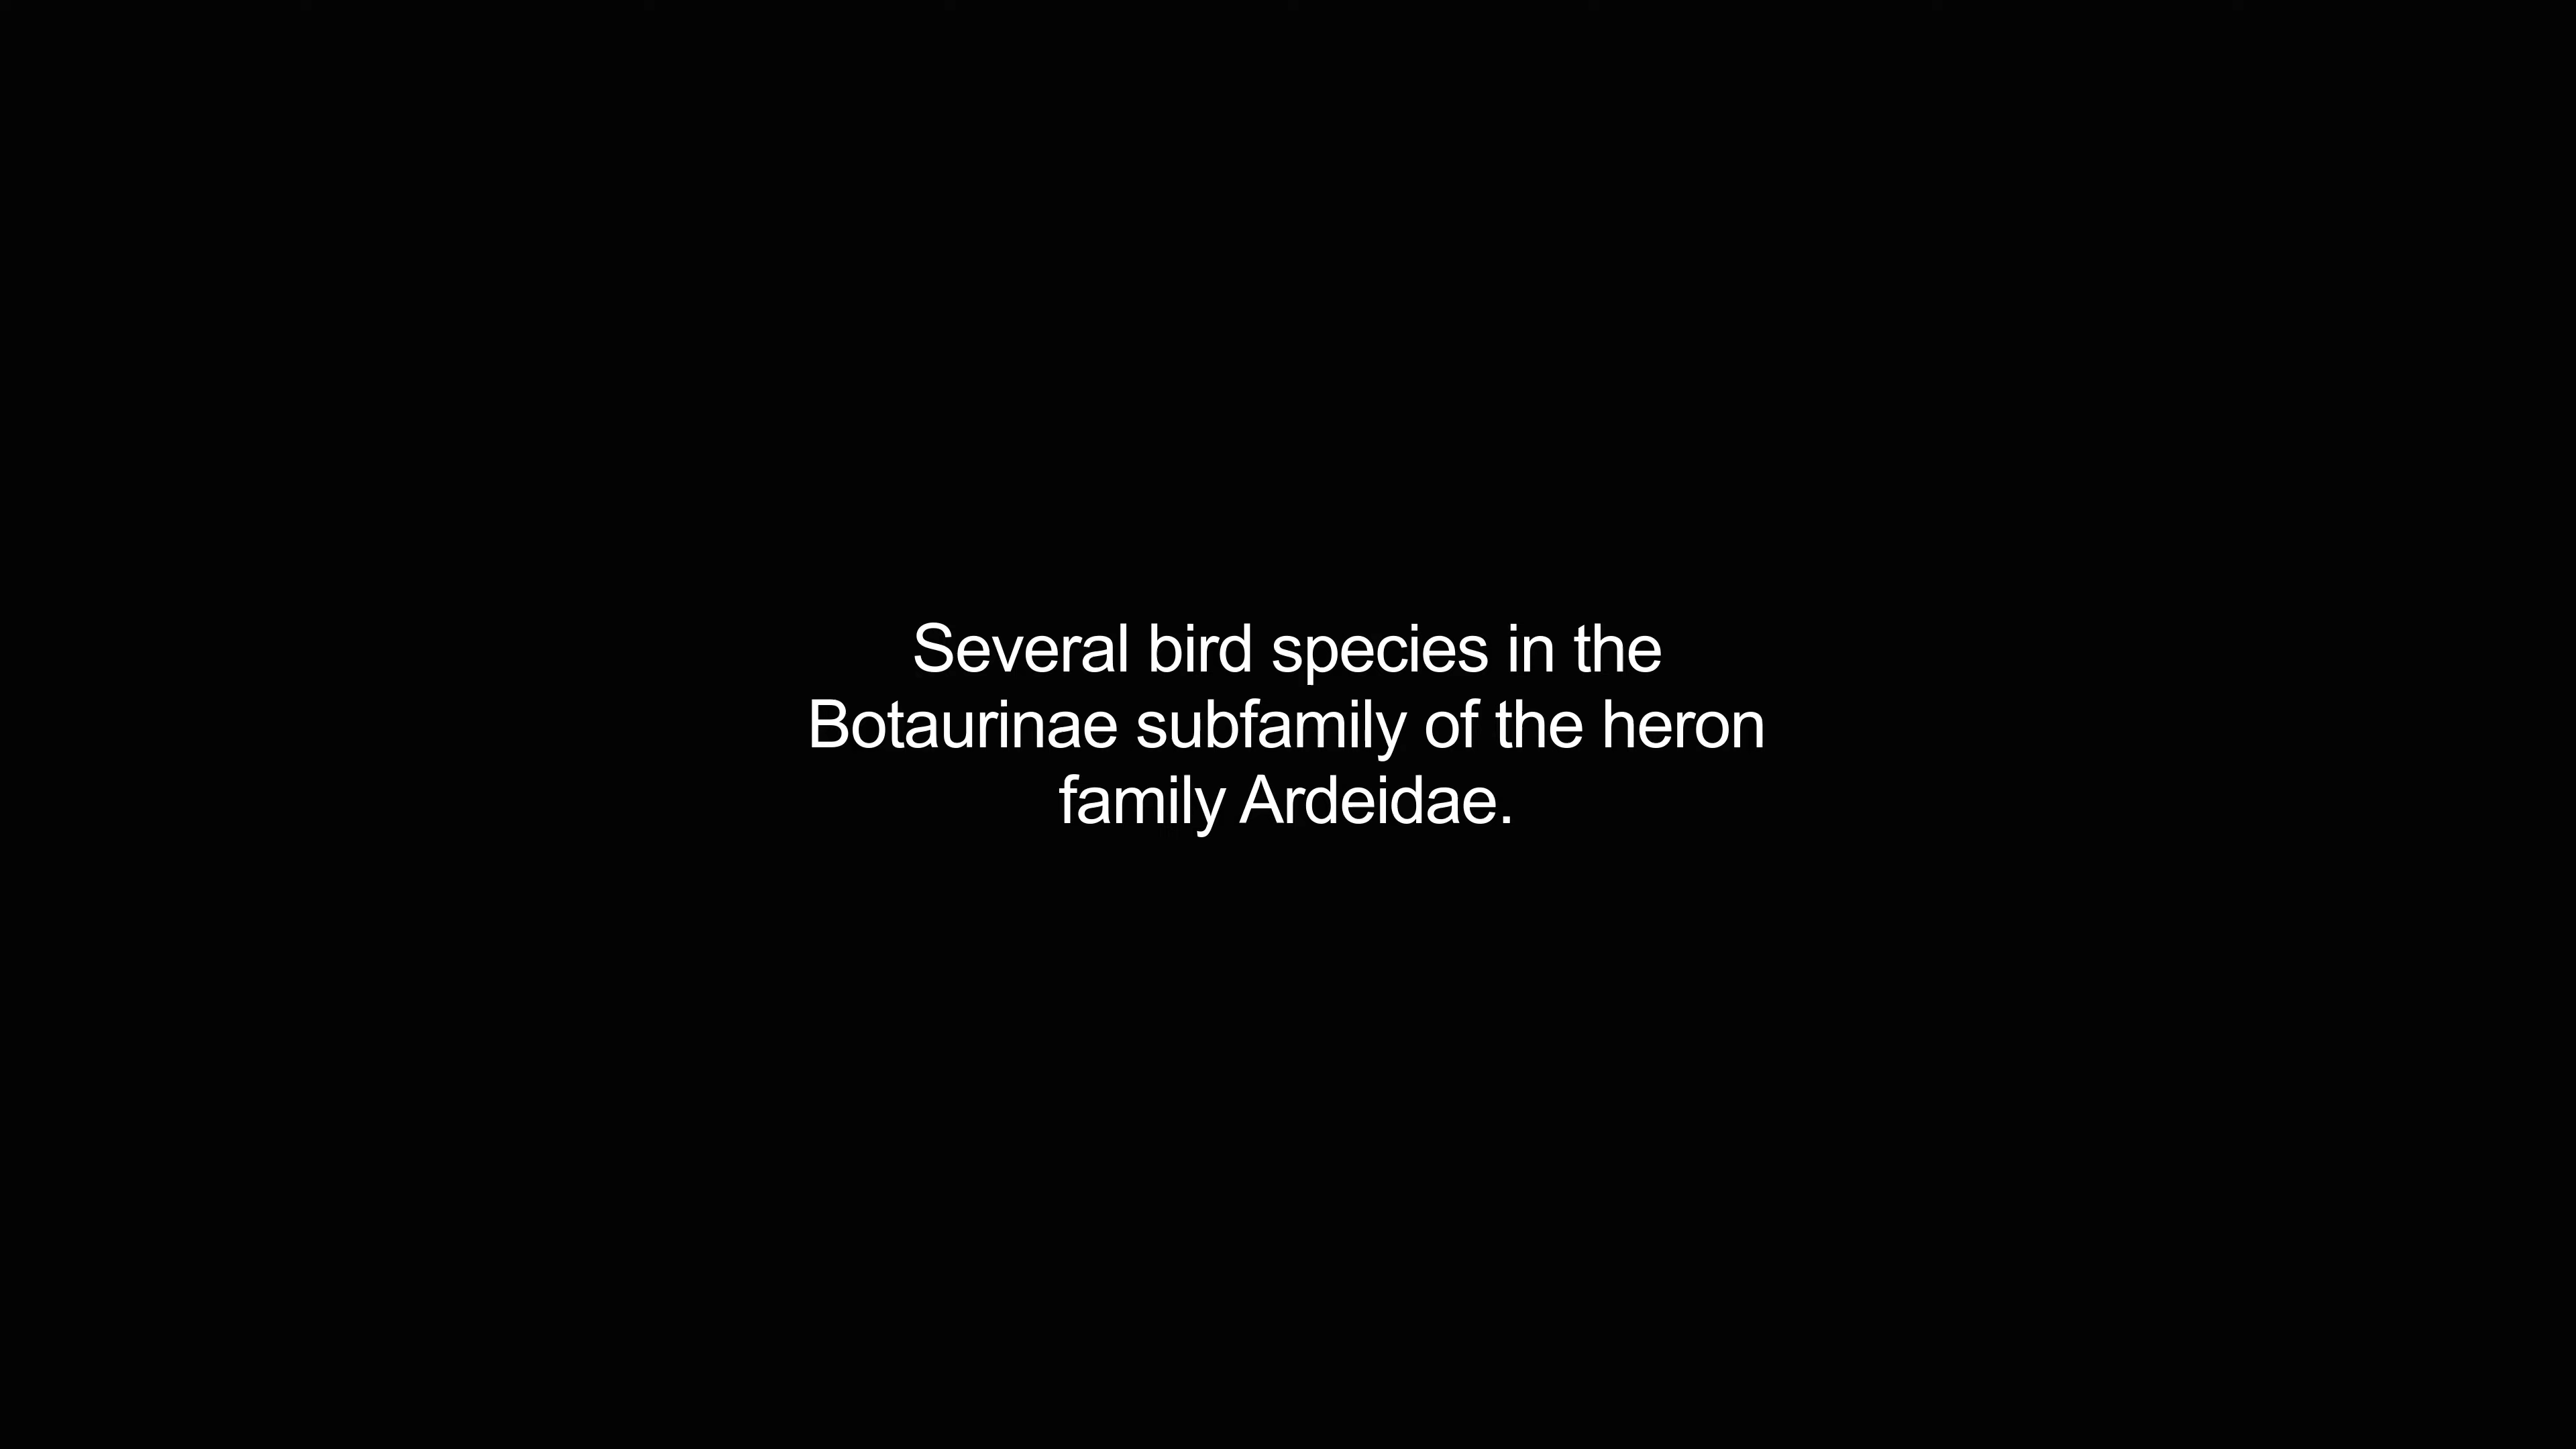 Several bird species in the
Botaurinae subfamily of the heron
family Ardeidae.